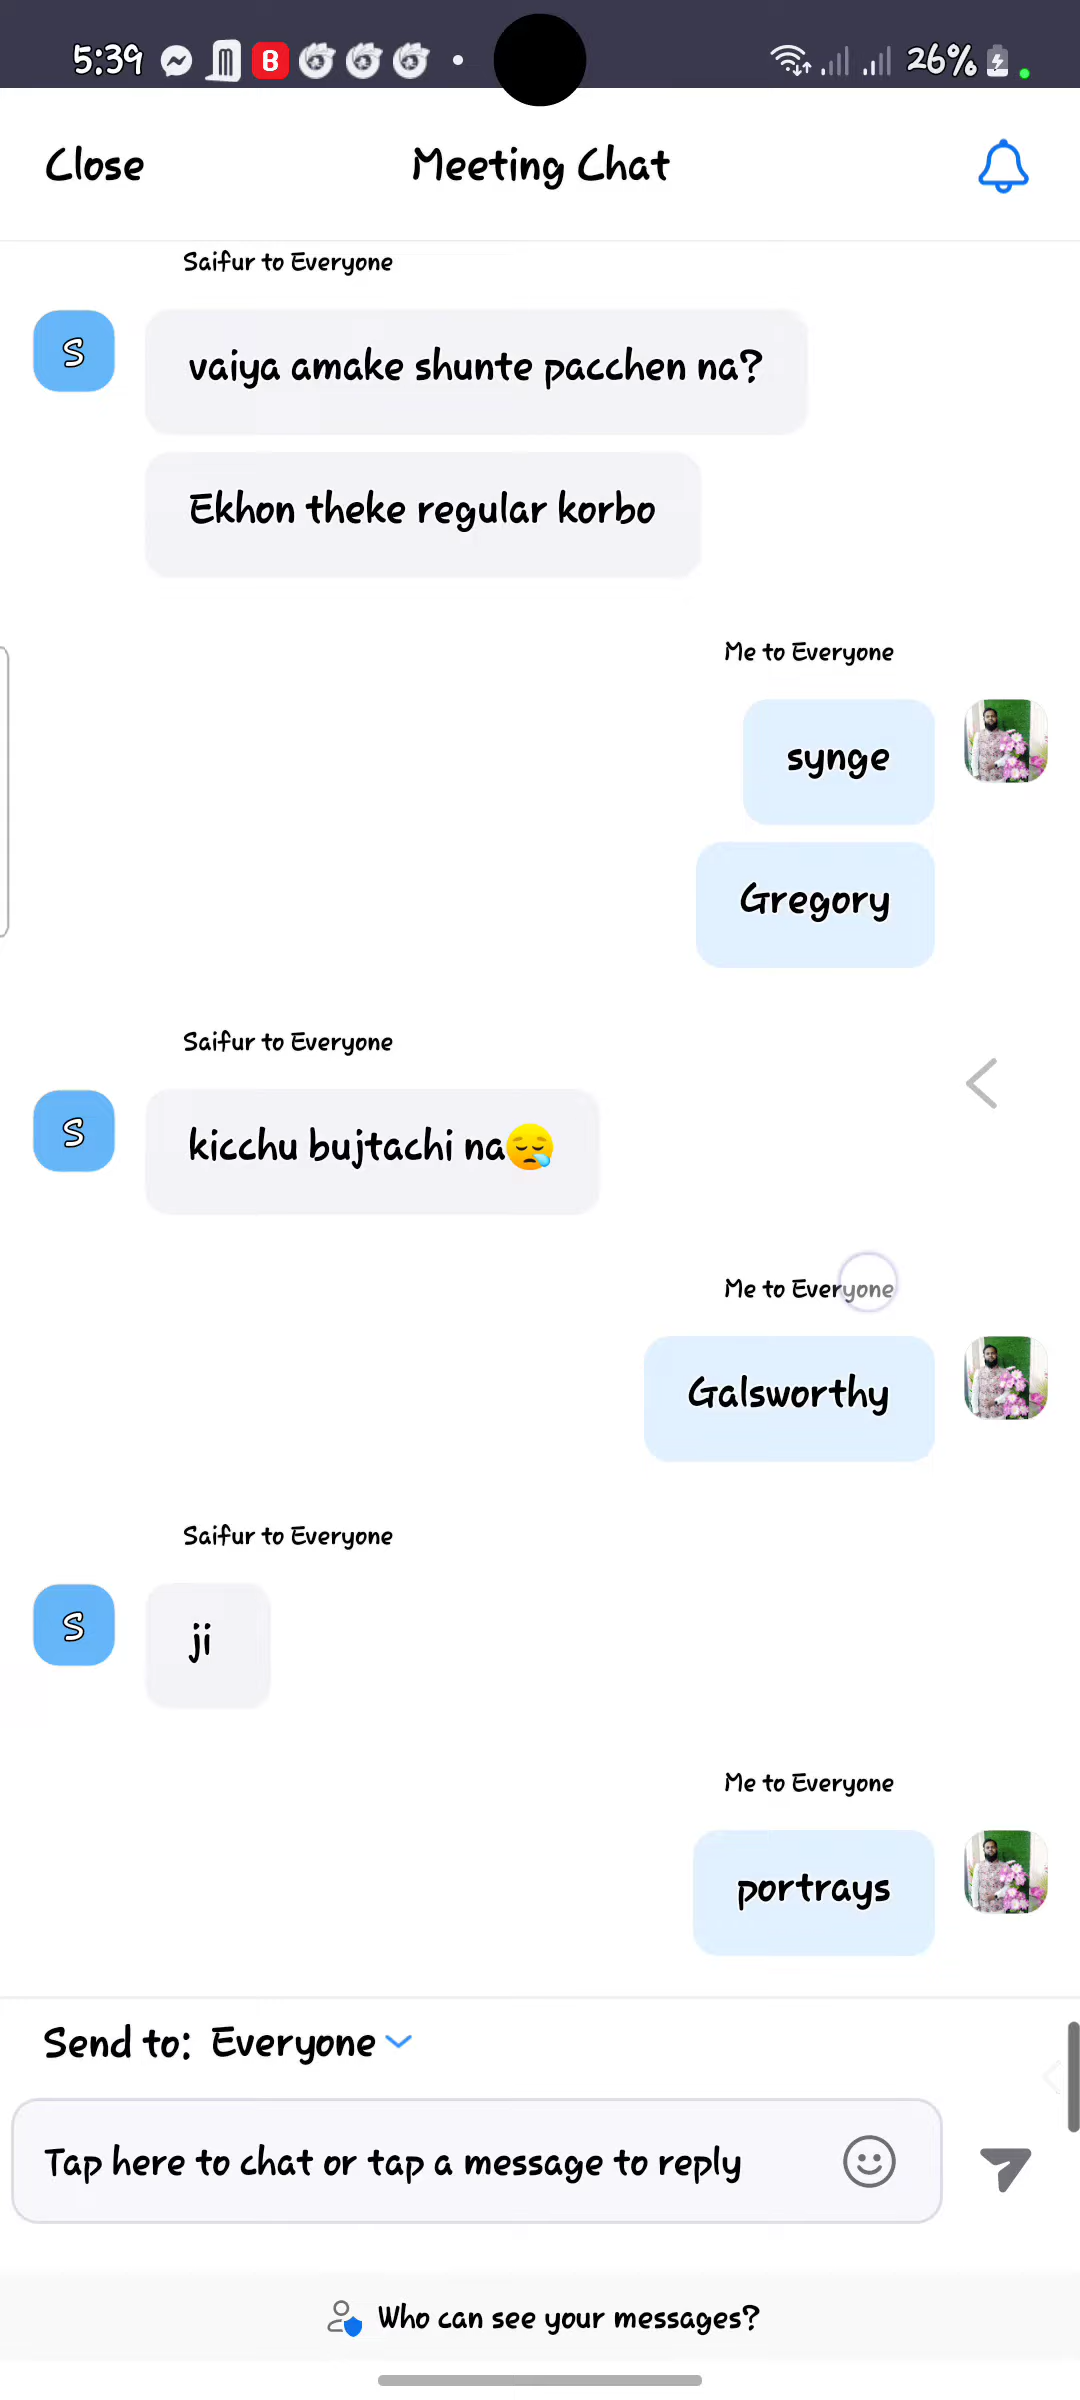 5:39
B
26%
Close
Meeting Chat
Saifur to Everyone
S
vaiya amake shunte pacchen na?
Ekhon theke regular korbo
Me to Everyone
synge
Gregory
Saifur to Everyone
S
kicchu bujtachi na😪
Me to Everyone
Galsworthy
Saifur to Everyone
S
ji
Me to Everyone
portrays
Send to: Everyone
Tap here to chat or tap a message to reply
Who can see your messages?